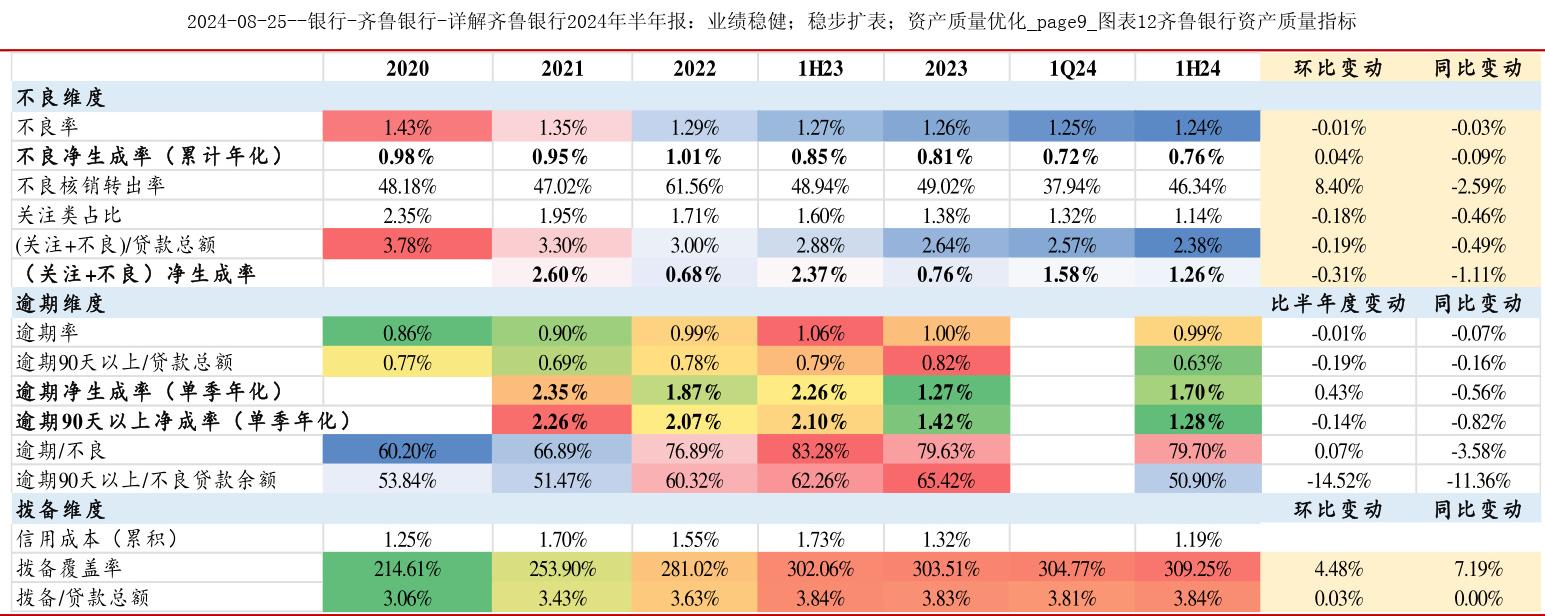 2024-08-25--银行-齐鲁银行-详解齐鲁银行2024年半年报：业绩稳健；稳步扩表；资产质量优化_page9_图表12齐鲁银行资产质量指标
2020 2021 2022 1H23 2023 1Q24 1H24 环比变动 同比变动
不良维度
不良率 1.43% 1.35% 1.29% 1.27% 1.26% 1.25% 1.24% -0.01% -0.03%
不良净生成率（累计年化） 0.98% 0.95% 1.01% 0.85% 0.81% 0.72% 0.76% 0.04% -0.09%
不良核销转出率 48.18% 47.02% 61.56% 48.94% 49.02% 37.94% 46.34% 8.40% -2.59%
关注类占比 2.35% 1.95% 1.71% 1.60% 1.38% 1.32% 1.14% -0.18% -0.46%
(关注+不良)/贷款总额 3.78% 3.30% 3.00% 2.88% 2.64% 2.57% 2.38% -0.19% -0.49%
（关注+不良）净生成率 2.60% 0.68% 2.37% 0.76% 1.58% 1.26% -0.31% -1.11%
逾期维度 比半年度变动 同比变动
逾期率 0.86% 0.90% 0.99% 1.06% 1.00% 0.99% -0.01% -0.07%
逾期90天以上/贷款总额 0.77% 0.69% 0.78% 0.79% 0.82% 0.63% -0.19% -0.16%
逾期净生成率（单季年化） 2.35% 1.87% 2.26% 1.27% 1.70% 0.43% -0.56%
逾期90天以上净成率（单季年化） 2.26% 2.07% 2.10% 1.42% 1.28% -0.14% -0.82%
逾期/不良 60.20% 66.89% 76.89% 83.28% 79.63% 79.70% 0.07% -3.58%
逾期90天以上/不良贷款余额 53.84% 51.47% 60.32% 62.26% 65.42% 50.90% -14.52% -11.36%
拨备维度 环比变动 同比变动
信用成本（累积） 1.25% 1.70% 1.55% 1.73% 1.32% 1.19%
拨备覆盖率 214.61% 253.90% 281.02% 302.06% 303.51% 304.77% 309.25% 4.48% 7.19%
拨备/贷款总额 3.06% 3.43% 3.63% 3.84% 3.83% 3.81% 3.84% 0.03% 0.00%